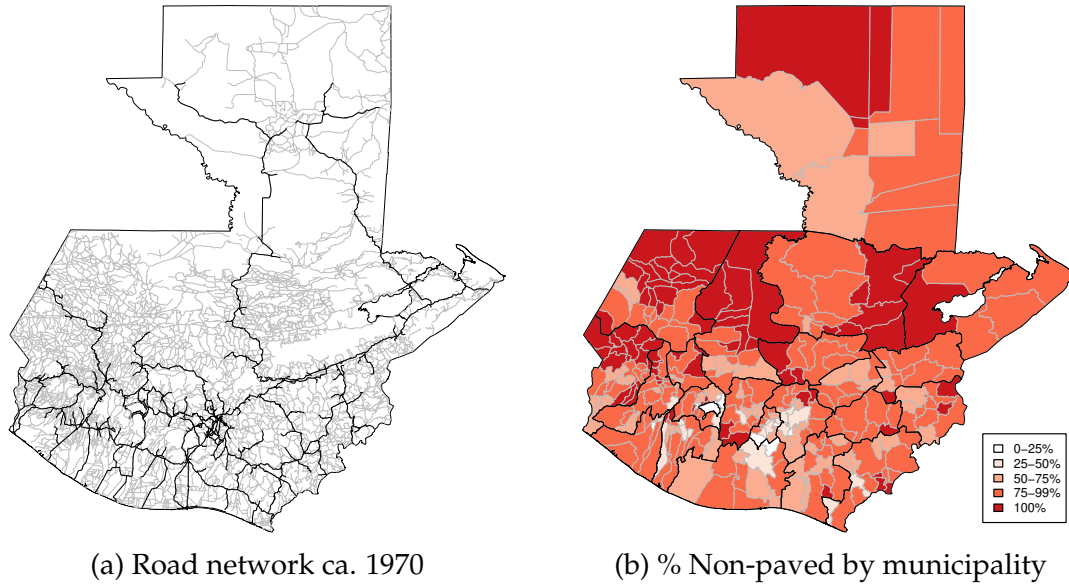 0−25%
25−50%
50−75%
75−99%
100%
(a) Road network ca. 1970
(b) % Non-paved by municipality